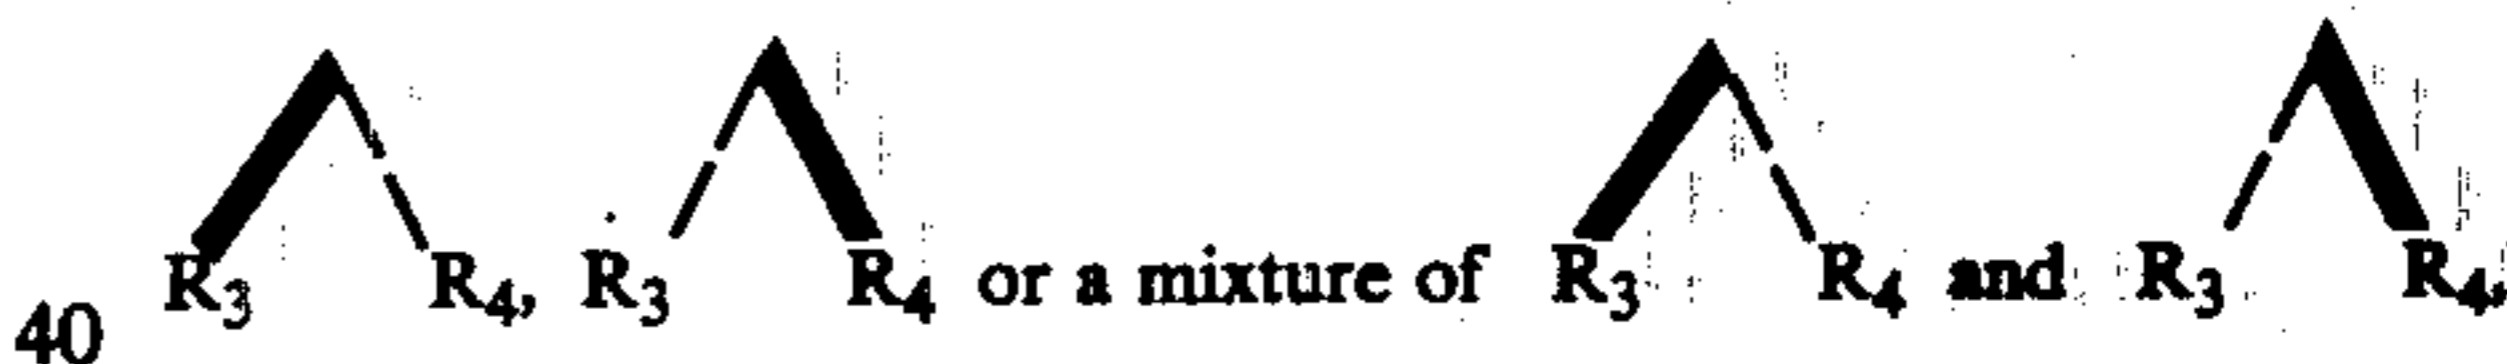 R3 R4, R3 R4 or a mixture of R3 R4 and R3 R4,
40